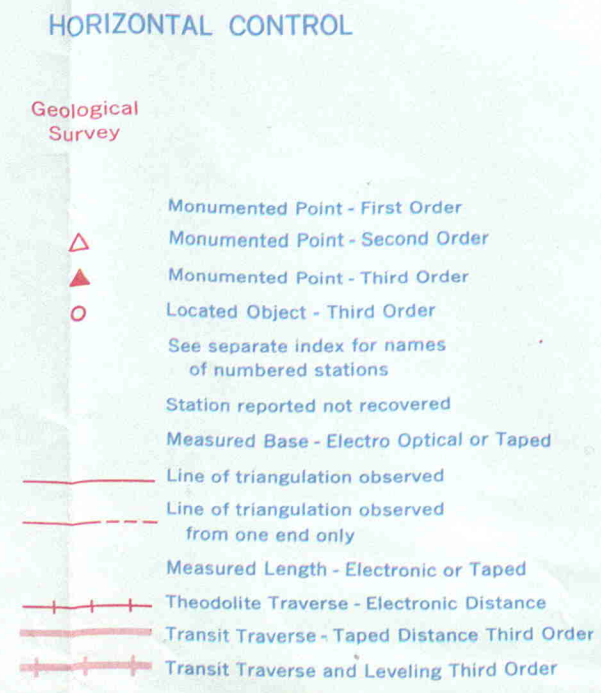 HORIZONTAL CONTROL
Geological
Survey
Monumented Point - First Order
Monumented Point - Second Order
Monumented Point - Third Order
Located Object - Third Order
See separate index for names
of numbered stations
Station reported not recovered
Measured Base - Electro Optical or Taped
Line of triangulation observed
Line of triangulation observed
from one end only
Measured Length - Electronic or Taped
Theodolite Traverse - Electronic Distance
Transit Traverse - Taped Distance Third Order
Transit Traverse and Leveling Third Order